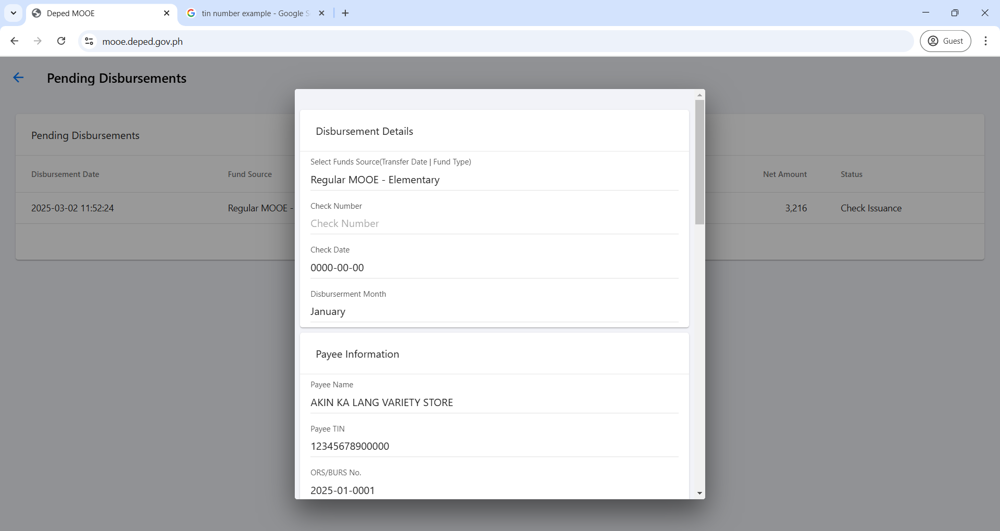 Deped MOOE
tin number example - Google S
mooe.deped.gov.ph
Guest
Pending Disbursements
Pending Disbursements
Disbursement Date Fund Source Net Amount Status
2025-03-02 11:52:24 Regular MOOE - 3,216 Check Issuance
Disbursement Details
Select Funds Source(Transfer Date | Fund Type)
Regular MOOE - Elementary
Check Number
Check Number
Check Date
0000-00-00
Disburserment Month
January
Payee Information
Payee Name
AKIN KA LANG VARIETY STORE
Payee TIN
12345678900000
ORS/BURS No.
2025-01-0001